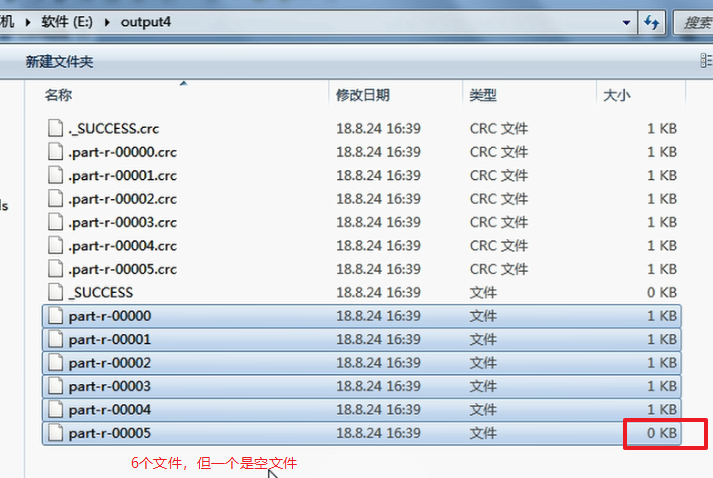 机 ▸ 软件 (E:) ▸ output4
搜索
新建文件夹
名称 修改日期 类型 大小
._SUCCESS.crc 18.8.24 16:39 CRC 文件 1 KB
.part-r-00000.crc 18.8.24 16:39 CRC 文件 1 KB
.part-r-00001.crc 18.8.24 16:39 CRC 文件 1 KB
.part-r-00002.crc 18.8.24 16:39 CRC 文件 1 KB
ls
.part-r-00003.crc 18.8.24 16:39 CRC 文件 1 KB
.part-r-00004.crc 18.8.24 16:39 CRC 文件 1 KB
.part-r-00005.crc 18.8.24 16:39 CRC 文件 1 KB
_SUCCESS 18.8.24 16:39 文件 0 KB
part-r-00000 18.8.24 16:39 文件 1 KB
part-r-00001 18.8.24 16:39 文件 1 KB
part-r-00002 18.8.24 16:39 文件 1 KB
part-r-00003 18.8.24 16:39 文件 1 KB
part-r-00004 18.8.24 16:39 文件 1 KB
part-r-00005 18.8.24 16:39 文件 0 KB
6个文件，但一个是空文件